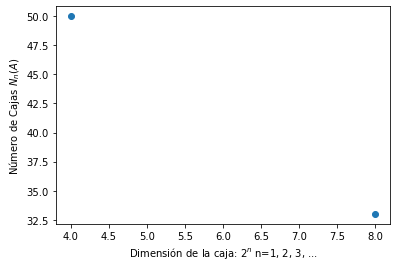 50.0
47.5
45.0
42.5
40.0
37.5
35.0
32.5
Número de Cajas $N_n(A)$
4.0 4.5 5.0 5.5 6.0 6.5 7.0 7.5 8.0
Dimensión de la caja: $2^n$ n=1, 2, 3, ...